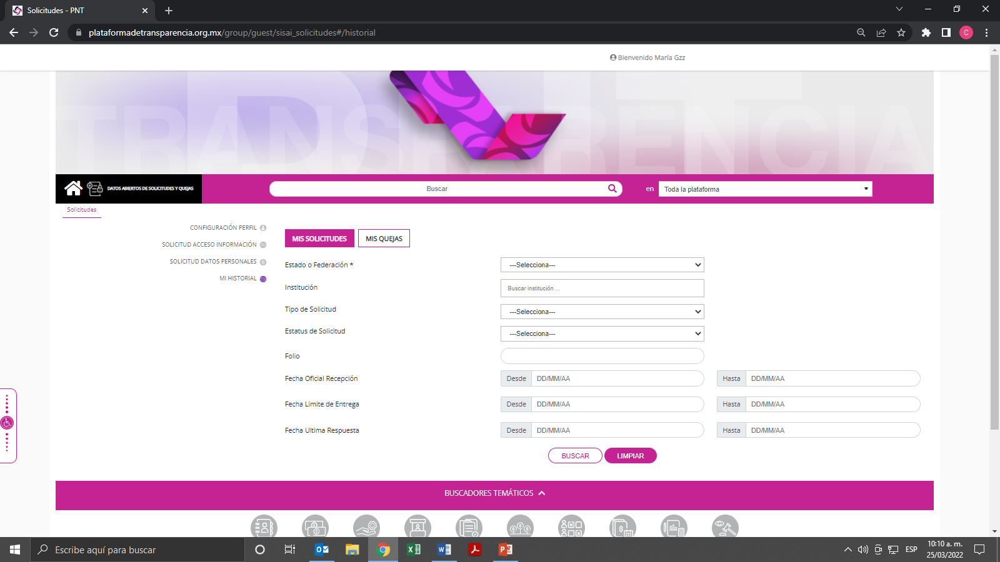 Solicitudes - PNT
plataformadetransparencia.org.mx/group/guest/sisai_solicitudes#/historial
C
Bienvenido María Gzz
TRANSPARENCIA
DATOS ABIERTOS DE SOLICITUDES Y QUEJAS
Buscar
en
Toda la plataforma
Solicitudes
CONFIGURACIÓN PERFIL
SOLICITUD ACCESO INFORMACIÓN
SOLICITUD DATOS PERSONALES
MI HISTORIAL
MIS SOLICITUDES
MIS QUEJAS
Estado o Federación *
---Selecciona---
Institución
Buscar institución ...
Tipo de Solicitud
---Selecciona---
Estatus de Solicitud
---Selecciona---
Folio
Fecha Oficial Recepción
Desde DD/MM/AA
Hasta DD/MM/AA
Fecha Limite de Entrega
Desde DD/MM/AA
Hasta DD/MM/AA
Fecha Ultima Respuesta
Desde DD/MM/AA
Hasta DD/MM/AA
BUSCAR
LIMPIAR
BUSCADORES TEMÁTICOS
Escribe aquí para buscar
ESP
10:10 a. m.
25/03/2022